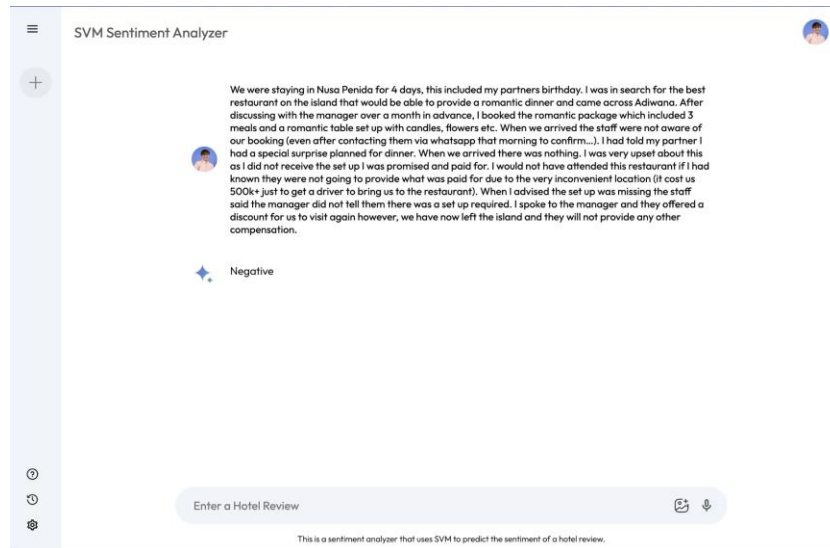 SVM Sentiment Analyzer
We were staying in Nusa Penida for 4 days, this included my partners birthday. I was in search for the best
restaurant on the island that would be able to provide a romantic dinner and came across Adiwana. After
discussing with the manager over a month in advance, I booked the romantic package which included 3
meals and a romantic table set up with candles, flowers etc. When we arrived the staff were not aware of
our booking (even after contacting them via whatsapp that morning to confirm...). I had told my partner I
had a special surprise planned for dinner. When we arrived there was nothing. I was very upset about this
as I did not receive the set up I was promised and paid for. I would not have attended this restaurant if I had
known they were not going to provide what was paid for due to the very inconvenient location (it cost us
500k+ just to get a driver to bring us to the restaurant). When I advised the set up was missing the staff
said the manager did not tell them there was a set up required. I spoke to the manager and they offered a
discount for us to visit again however, we have now left the island and they will not provide any other
compensation.
Negative
Enter a Hotel Review
This is a sentiment analyzer that uses SVM to predict the sentiment of a hotel review.